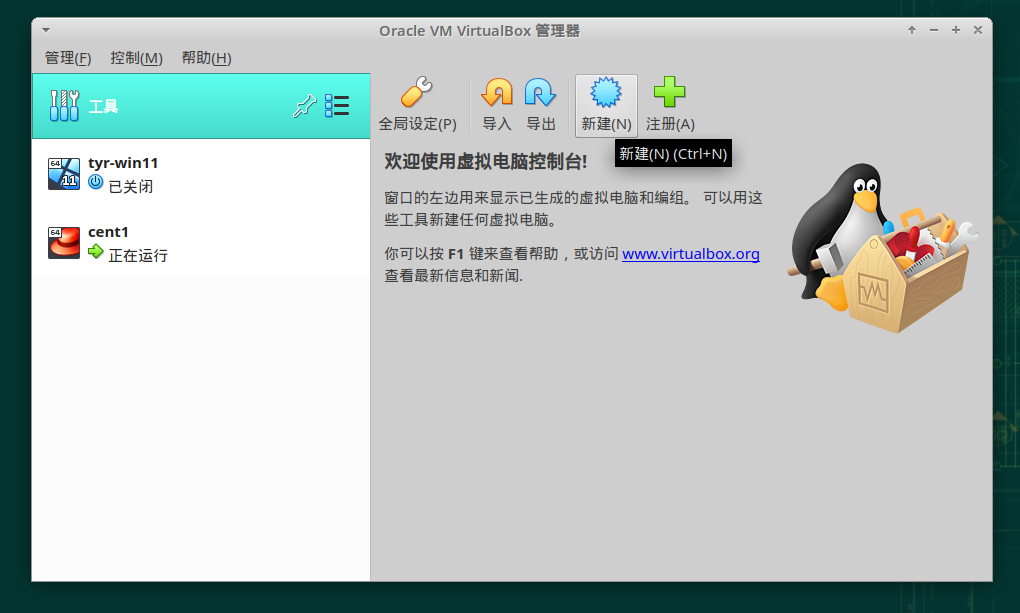 Oracle VM VirtualBox 管理器
管理(F) 控制(M) 帮助(H)
工具
全局设定(P) 导入 导出 新建(N) 注册(A)
新建(N) (Ctrl+N)
64
11
tyr-win11
已关闭
64
cent1
正在运行
欢迎使用虚拟电脑控制台!
窗口的左边用来显示已生成的虚拟电脑和编组。 可以用这
些工具新建任何虚拟电脑。
你可以按 F1 键来查看帮助，或访问 www.virtualbox.org
查看最新信息和新闻.